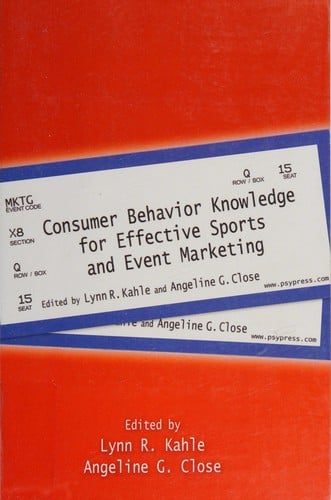 MKTG
EVENT CODE
X8
SECTION
Q
ROW / BOX
15
SEAT
Q
ROW / BOX
15
SEAT
Consumer Behavior Knowledge
for Effective Sports
and Event Marketing
Edited by Lynn R. Kahle and Angeline G. Close
www.psypress.com
and Angeline G. Close
www.psypress.com
Edited by
Lynn R. Kahle
Angeline G. Close